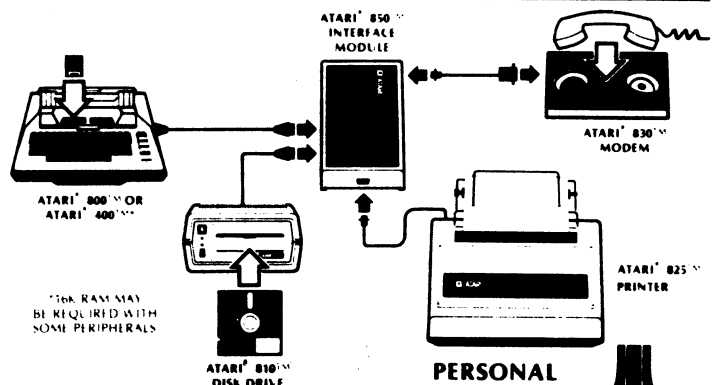 ATARI® 850™
INTERFACE
MODULE
ATARI® 830™
MODEM
ATARI® 800™ OR
ATARI® 400™*
ATARI® 825™
PRINTER
*16K RAM MAY
BE REQUIRED WITH
SOME PERIPHERALS
ATARI® 810™
DISK DRIVE
PERSONAL